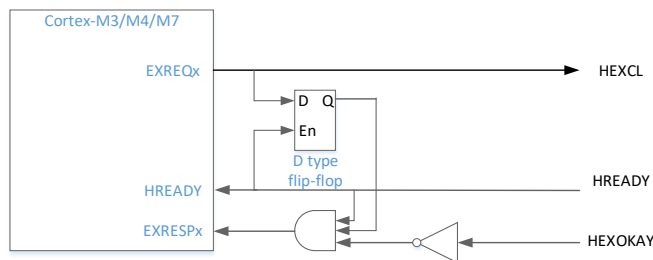 Cortex-M3/M4/M7
EXREQx
HEXCL
D Q
En
D type
flip-flop
HREADY
HREADY
EXRESPx
HEXOKAY